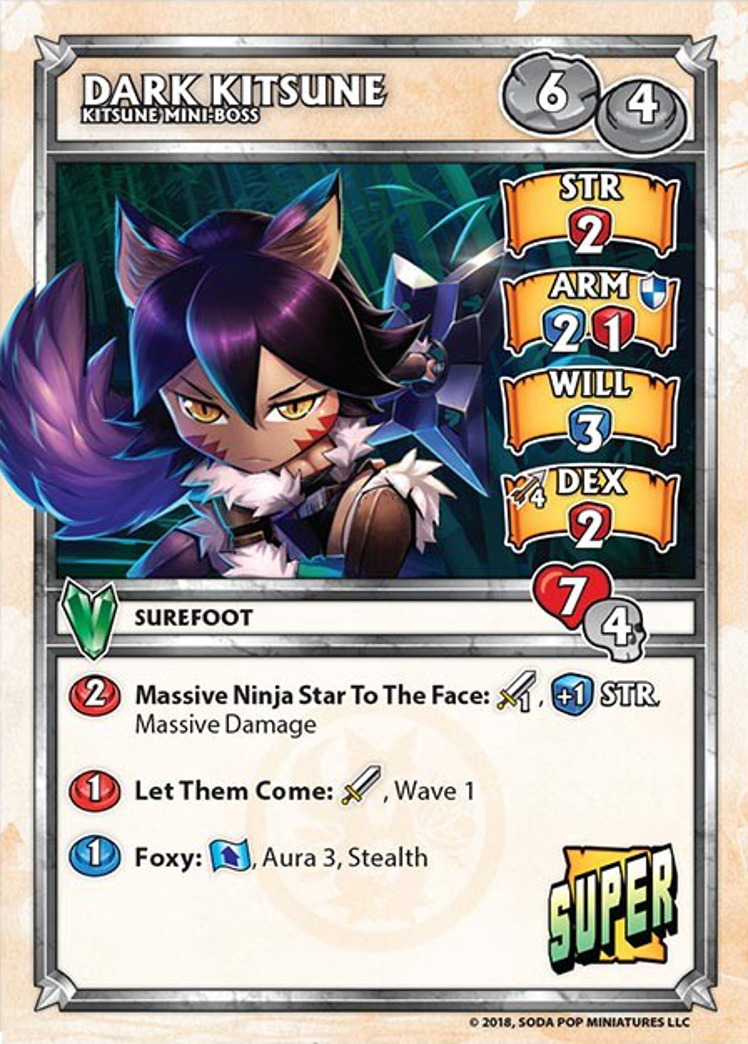 DARK KITSUNE
KITSUNE MINI-BOSS
6 4
STR
2
ARM
2 1
WILL
3
4 DEX
2
7
SUREFOOT
4
2 Massive Ninja Star To The Face: 1, +1 STR.
Massive Damage
1 Let Them Come: , Wave 1
1 Foxy: , Aura 3, Stealth
SUPER
© 2018, SODA POP MINIATURES LLC